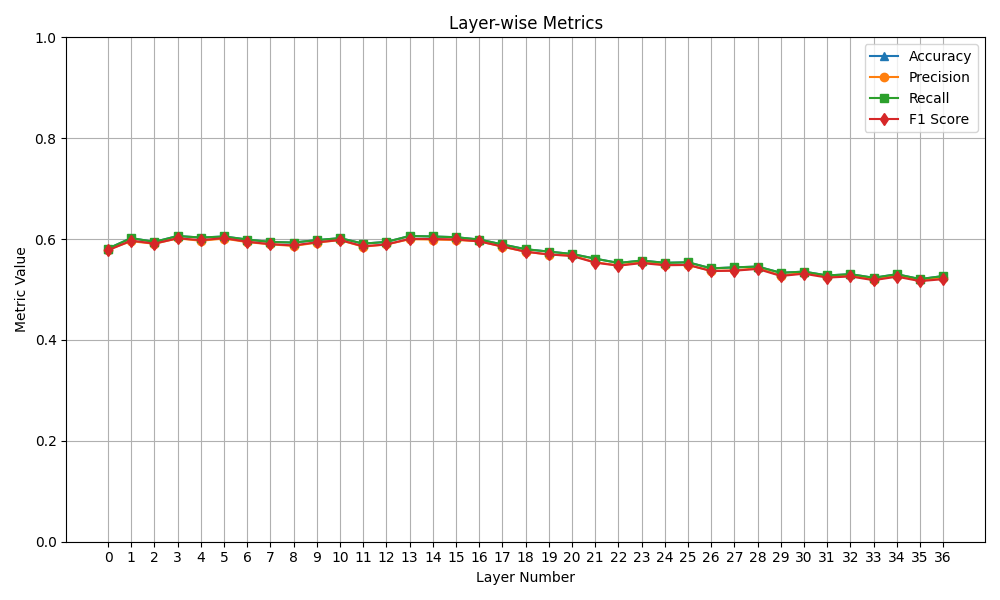 Layer-wise Metrics
1.0
0.8
0.6
0.4
0.2
0.0
Metric Value
Accuracy
Precision
Recall
F1 Score
0 1 2 3 4 5 6 7 8 9 10 11 12 13 14 15 16 17 18 19 20 21 22 23 24 25 26 27 28 29 30 31 32 33 34 35 36
Layer Number